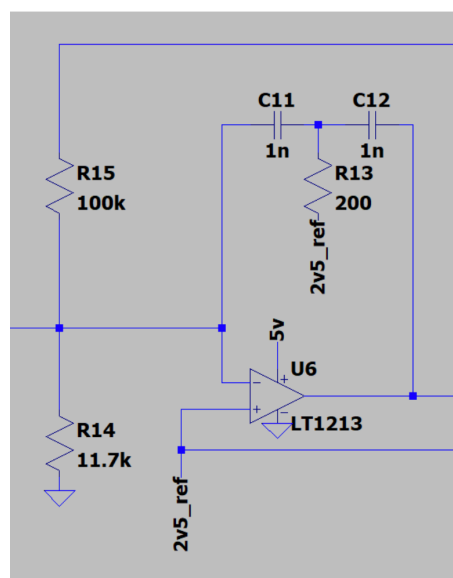 C11
C12
1n
1n
R15
100k
R13
200
2v5_ref
5v
U6
LT1213
R14
11.7k
2v5_ref